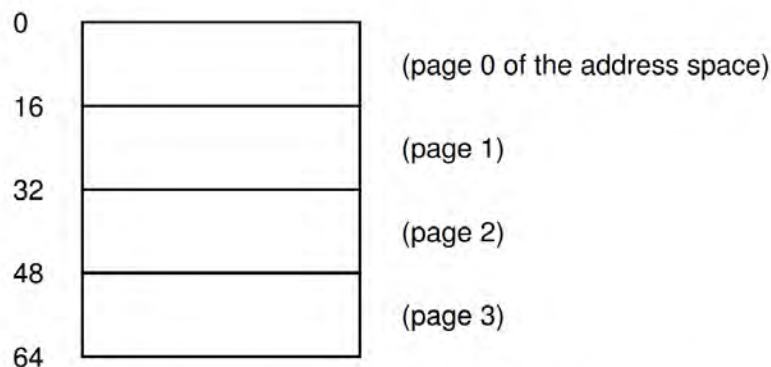 0
(page 0 of the address space)
16
(page 1)
32
(page 2)
48
(page 3)
64